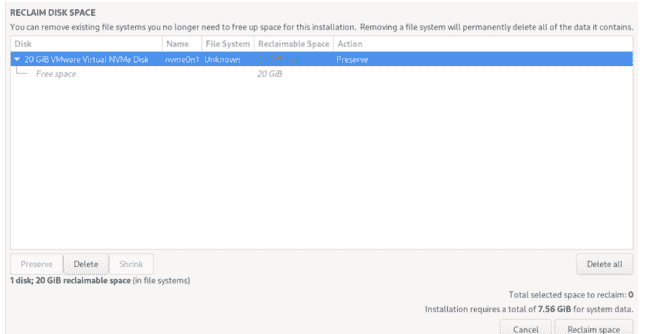 RECLAIM DISK SPACE
You can remove existing file systems you no longer need to free up space for this installation. Removing a file system will permanently delete all of the data it contains.
Disk Name File System Reclaimable Space Action
20 GiB VMware Virtual NVMe Disk nvme0n1 Unknown Preserve
Free space 20 GiB
Preserve Delete Shrink Delete all
1 disk; 20 GiB reclaimable space (in file systems)
Total selected space to reclaim: 0
Installation requires a total of 7.56 GiB for system data.
Cancel Reclaim space